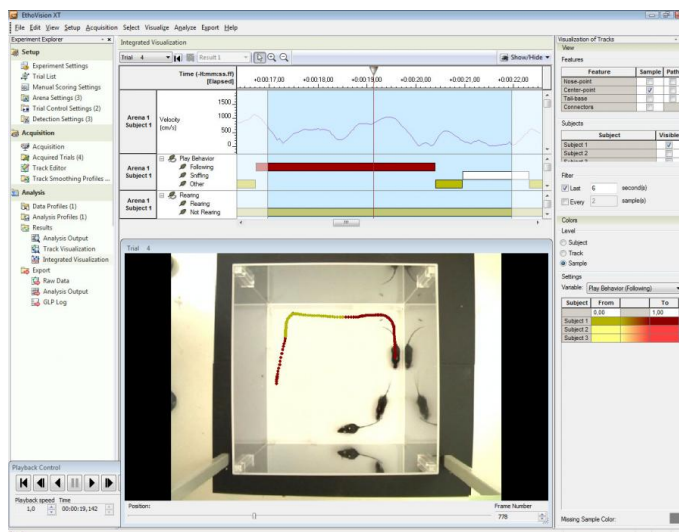 EthoVision XT
File Edit View Setup Acquisition Select Visualize Analyze Export Help
Experiment Explorer
Setup
Experiment Settings
Trial List
Manual Scoring Settings
Arena Settings (3)
Trial Control Settings (2)
Detection Settings (3)
Acquisition
Acquisition
Acquired Trials (4)
Track Editor
Track Smoothing Profiles ...
Analysis
Data Profiles (1)
Analysis Profiles (1)
Results
Analysis Output
Track Visualization
Integrated Visualization
Export
Raw Data
Analysis Output
GLP Log
Playback Control
Playback speed Time
1,0 00:00:19,142
Integrated Visualization
Trial 4 Result 1 Show/Hide
Time (-Hmmss.ff)
[Elapsed]
+0:00:17,00 +0:00:18,00 +0:00:19,00 +0:00:20,00 +0:00:21,00 +0:00:22,00
Arena 1
Subject 1
Velocity
(cm/s)
1500
1000
500
0
Arena 1
Subject 1
Play Behavior
Following
Sniffing
Other
Arena 1
Subject 1
Rearing
Rearing
Not Rearing
Trial 4
Position:
Frame Number
778
Visualization of Tracks
View
Features
Feature Sample Path
Nose-point
Center-point
Tail-base
Connectors
Subjects
Subject Visible
Subject 1
Subject 2
Filter
Last 6 second(s)
Every 2 sample(s)
Colors
Level
Subject
Track
Sample
Settings
Variable: Play Behavior (Following)
Subject From To
0,00 1,00
Subject 1
Subject 2
Subject 3
Missing Sample Color: